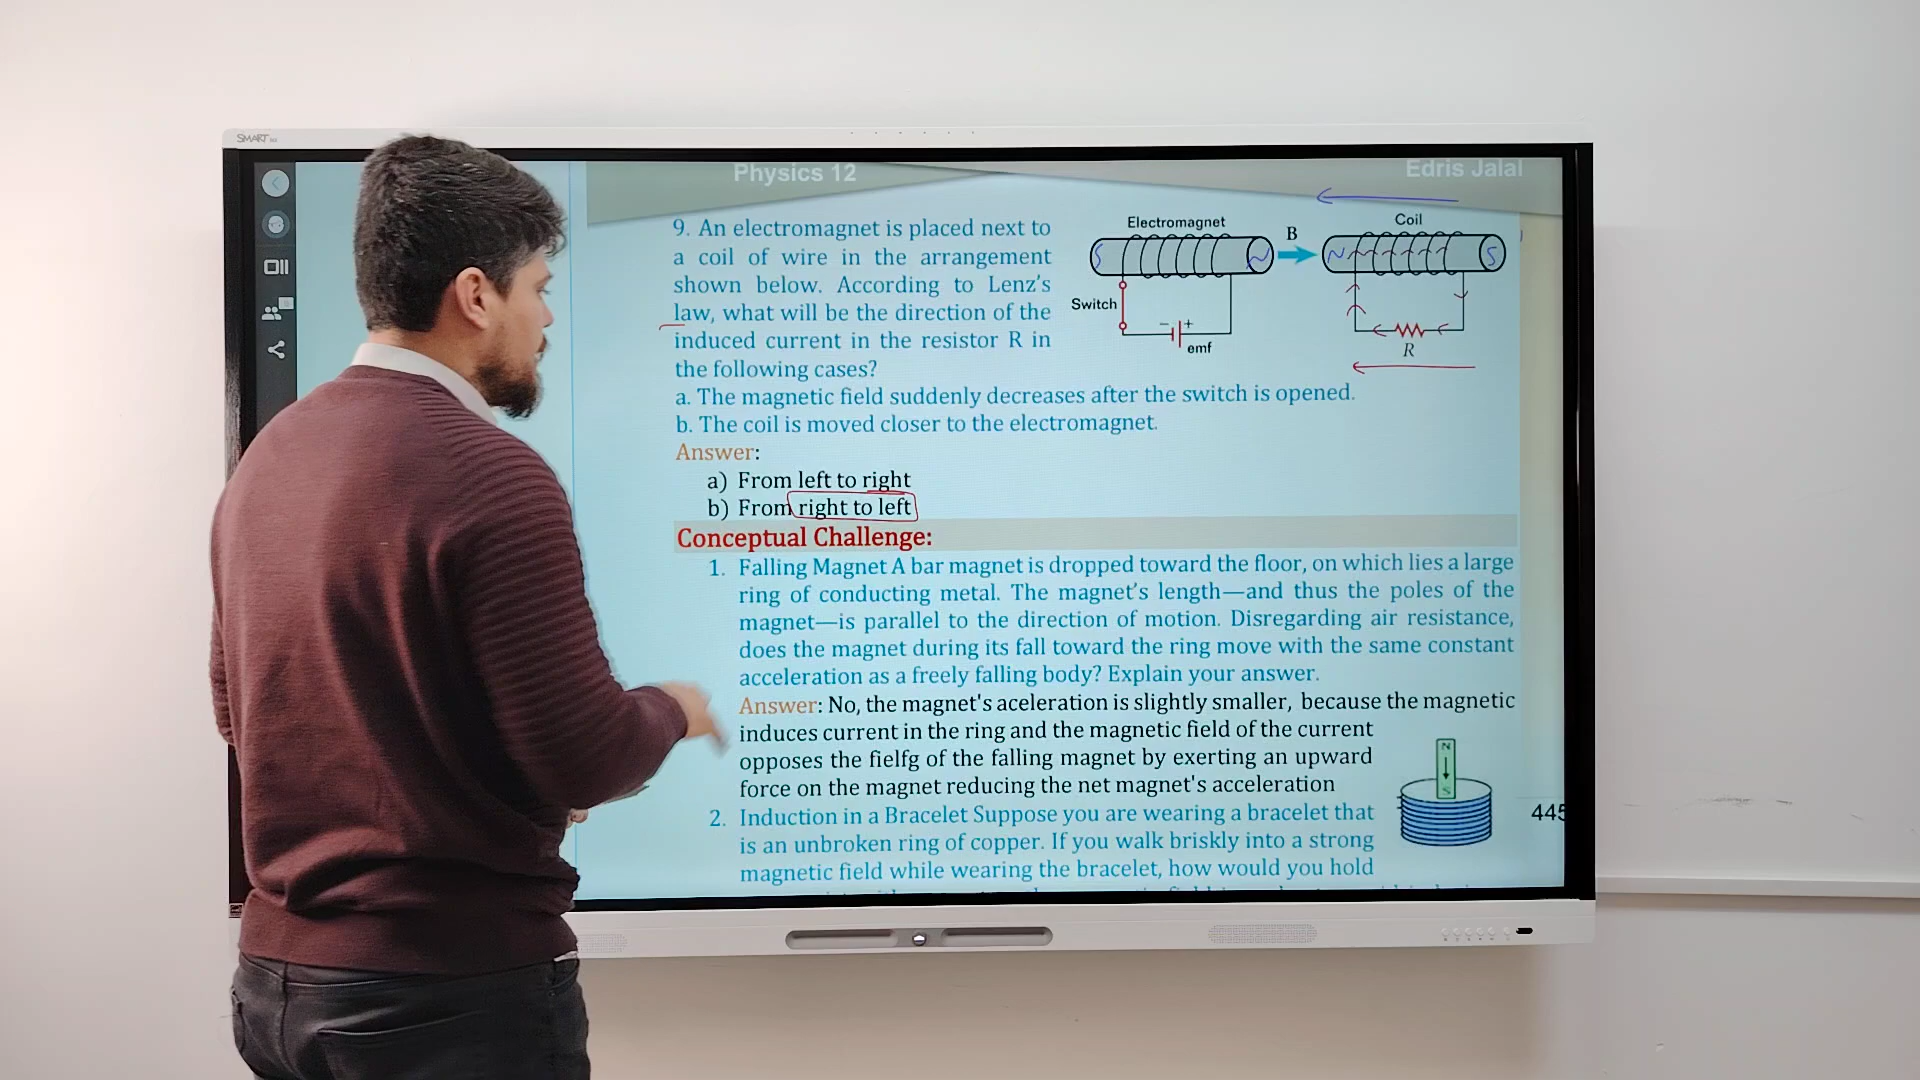 SMART
Physics 12
Edris Jalal
9. An electromagnet is placed next to
a coil of wire in the arrangement
shown below. According to Lenz's
law, what will be the direction of the
induced current in the resistor R in
the following cases?
Electromagnet
B
Coil
S
N
N
S
Switch
- +
emf
R
a. The magnetic field suddenly decreases after the switch is opened.
b. The coil is moved closer to the electromagnet.
Answer:
a) From left to right
b) From right to left
Conceptual Challenge:
1. Falling Magnet A bar magnet is dropped toward the floor, on which lies a large
ring of conducting metal. The magnet's length—and thus the poles of the
magnet—is parallel to the direction of motion. Disregarding air resistance,
does the magnet during its fall toward the ring move with the same constant
acceleration as a freely falling body? Explain your answer.
Answer: No, the magnet's aceleration is slightly smaller, because the magnetic
induces current in the ring and the magnetic field of the current
opposes the fielfg of the falling magnet by exerting an upward
force on the magnet reducing the net magnet's acceleration
N
S
2. Induction in a Bracelet Suppose you are wearing a bracelet that
is an unbroken ring of copper. If you walk briskly into a strong
magnetic field while wearing the bracelet, how would you hold
445